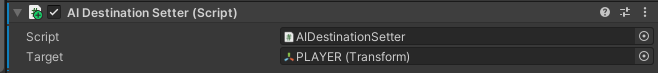 AI Destination Setter (Script)
Script AIDestinationSetter
Target PLAYER (Transform)